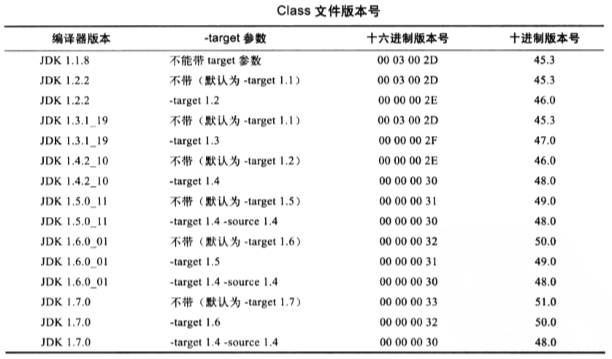 Class 文件版本号
编译器版本 -target 参数 十六进制版本号 十进制版本号
JDK 1.1.8 不能带 target 参数 00 03 00 2D 45.3
JDK 1.2.2 不带（默认为 -target 1.1） 00 03 00 2D 45.3
JDK 1.2.2 -target 1.2 00 00 00 2E 46.0
JDK 1.3.1_19 不带（默认为 -target 1.1） 00 03 00 2D 45.3
JDK 1.3.1_19 -target 1.3 00 00 00 2F 47.0
JDK 1.4.2_10 不带（默认为 -target 1.2） 00 00 00 2E 46.0
JDK 1.4.2_10 -target 1.4 00 00 00 30 48.0
JDK 1.5.0_11 不带（默认为 -target 1.5） 00 00 00 31 49.0
JDK 1.5.0_11 -target 1.4 -source 1.4 00 00 00 30 48.0
JDK 1.6.0_01 不带（默认为 -target 1.6） 00 00 00 32 50.0
JDK 1.6.0_01 -target 1.5 00 00 00 31 49.0
JDK 1.6.0_01 -target 1.4 -source 1.4 00 00 00 30 48.0
JDK 1.7.0 不带（默认为 -target 1.7） 00 00 00 33 51.0
JDK 1.7.0 -target 1.6 00 00 00 32 50.0
JDK 1.7.0 -target 1.4 -source 1.4 00 00 00 30 48.0